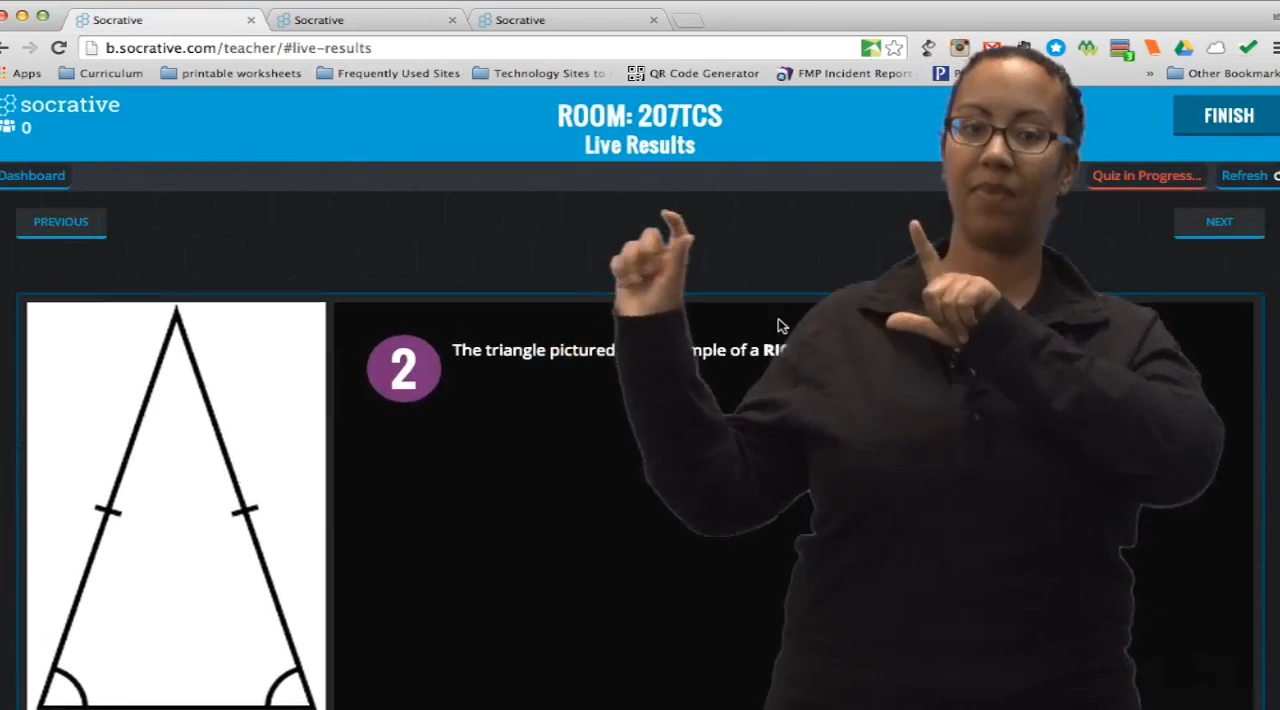 Socrative
Socrative
Socrative
b.socrative.com/teacher/#live-results
3
Apps
Curriculum
printable worksheets
Frequently Used Sites
Technology Sites to
QR Code Generator
FMP Incident Report
P
»
Other Bookmark
socrative
0
ROOM: 207TCS
Live Results
FINISH
Dashboard
Quiz in Progress...
Refresh
PREVIOUS
NEXT
2
The triangle pictured mple of a